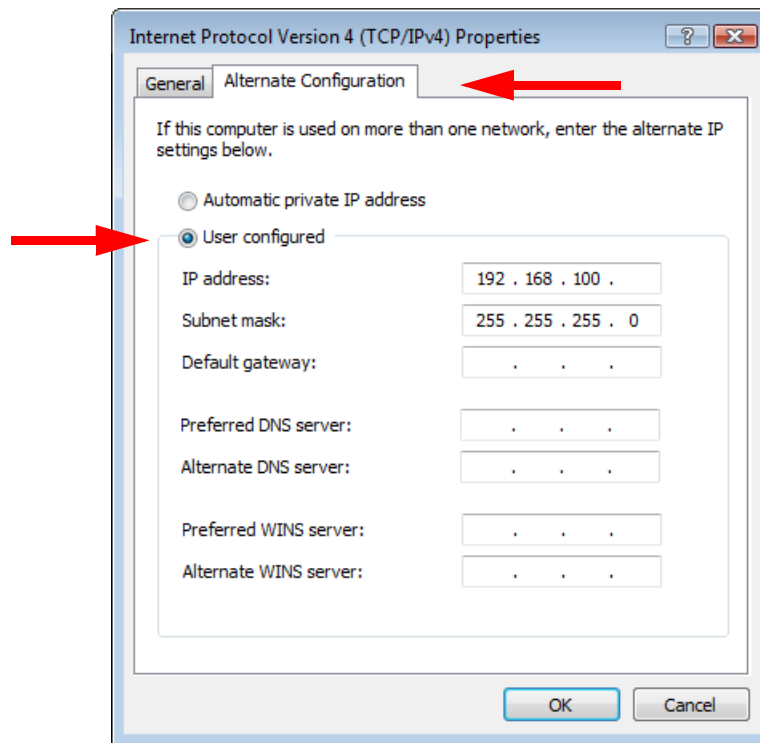 Internet Protocol Version 4 (TCP/IPv4) Properties
General Alternate Configuration
If this computer is used on more than one network, enter the alternate IP
settings below.
Automatic private IP address
User configured
IP address: 192 . 168 . 100 .
Subnet mask: 255 . 255 . 255 . 0
Default gateway: . . .
Preferred DNS server: . . .
Alternate DNS server: . . .
Preferred WINS server: . . .
Alternate WINS server: . . .
OK Cancel